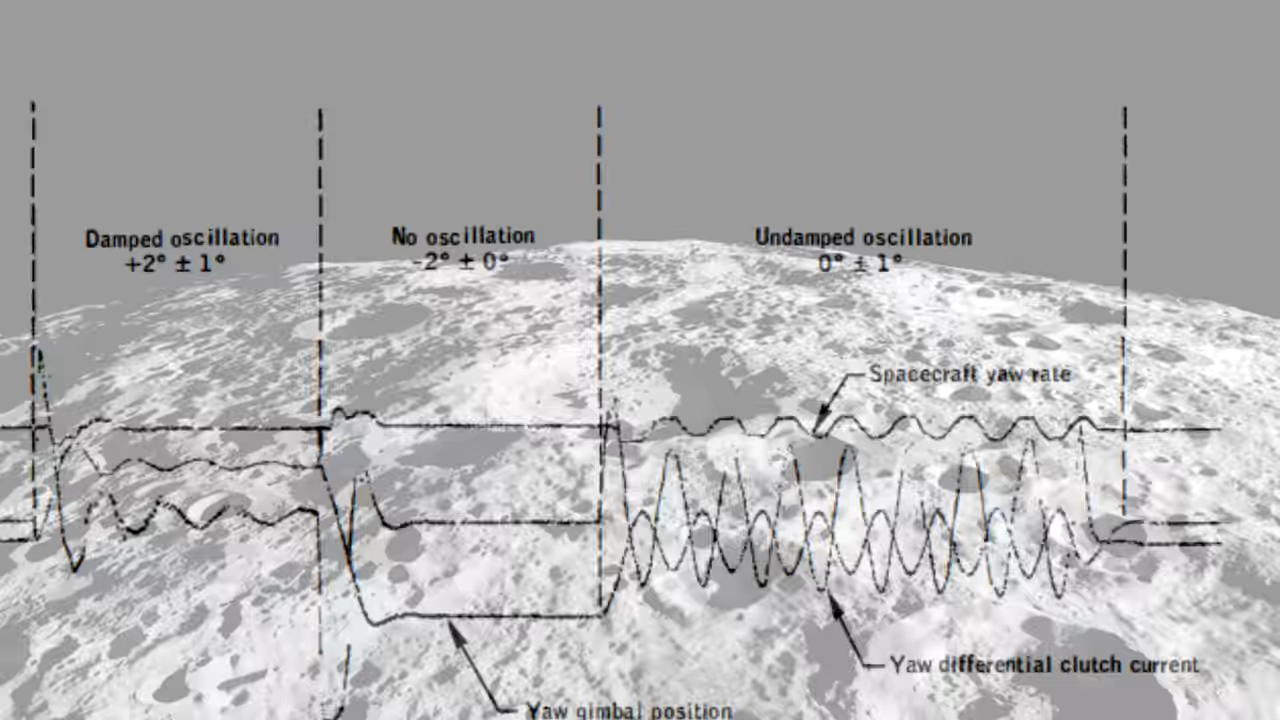 Damped oscillation
+2° ± 1°
No oscillation
-2° ± 0°
Undamped oscillation
0° ± 1°
Spacecraft yaw rate
Yaw differential clutch current
Yaw gimbal position